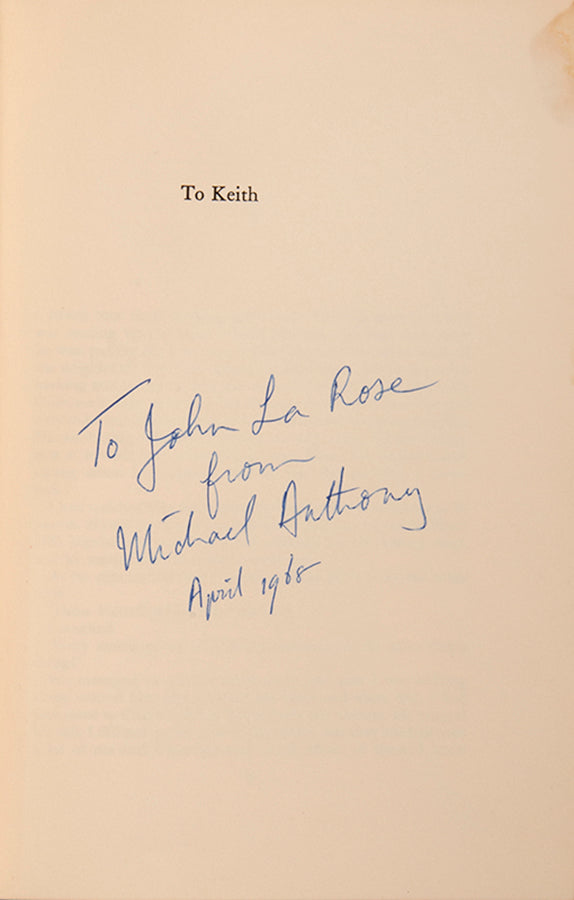 To Keith
To John La Rose
from
Michael Anthony
April 1968